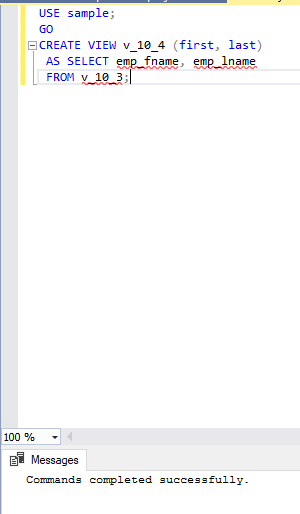 USE sample;
GO
CREATE VIEW v_10_4 (first, last)
AS SELECT emp_fname, emp_lname
FROM v_10_3;
100 %
Messages
Commands completed successfully.